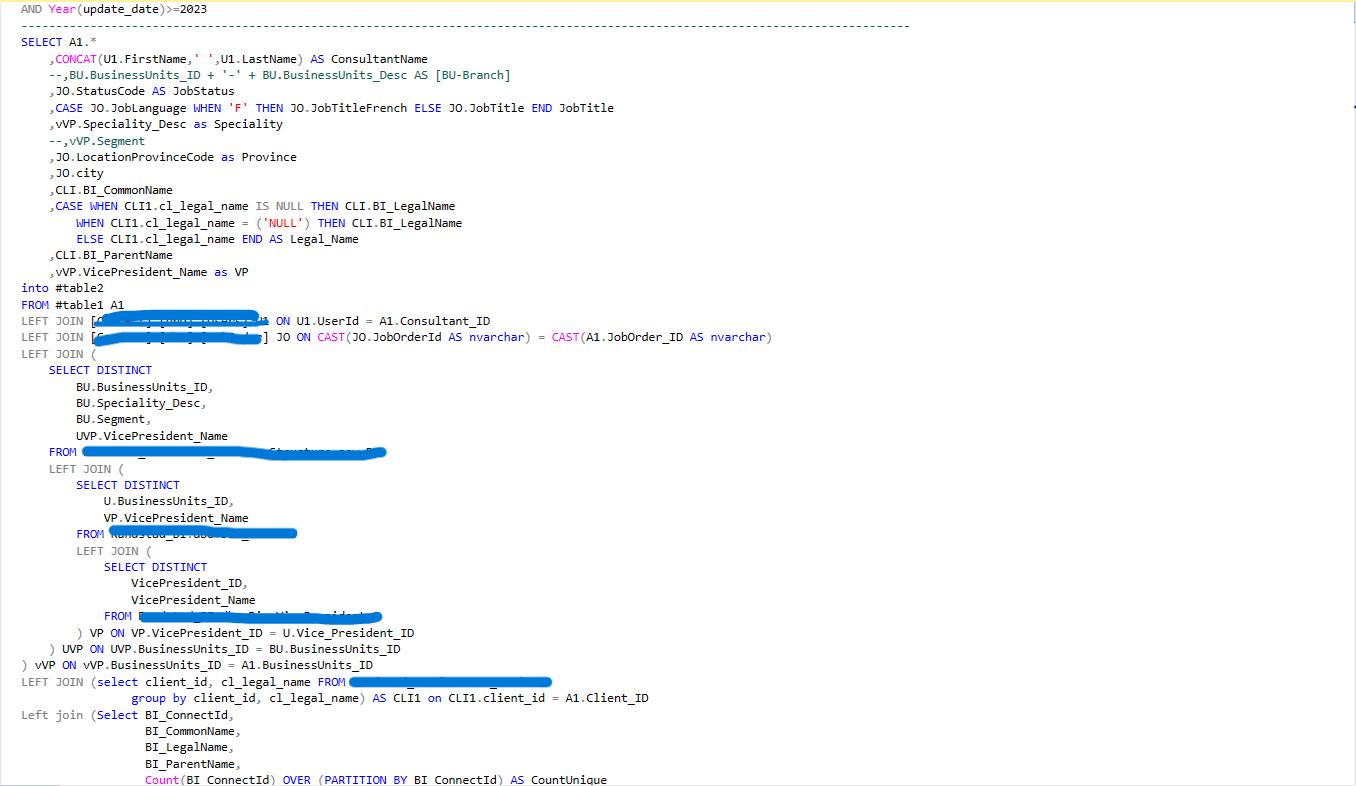 AND Year(update_date)>=2023
--------------------------------------------------------------------------------------------------------------------------------
SELECT A1.*
,CONCAT(U1.FirstName,' ',U1.LastName) AS ConsultantName
--,BU.BusinessUnits_ID + '-' + BU.BusinessUnits_Desc AS [BU-Branch]
,JO.StatusCode AS JobStatus
,CASE JO.JobLanguage WHEN 'F' THEN JO.JobTitleFrench ELSE JO.JobTitle END JobTitle
,vVP.Speciality_Desc as Speciality
--,vVP.Segment
,JO.LocationProvinceCode as Province
,JO.city
,CLI.BI_CommonName
,CASE WHEN CLI1.cl_legal_name IS NULL THEN CLI.BI_LegalName
WHEN CLI1.cl_legal_name = ('NULL') THEN CLI.BI_LegalName
ELSE CLI1.cl_legal_name END AS Legal_Name
,CLI.BI_ParentName
,vVP.VicePresident_Name as VP
into #table2
FROM #table1 A1
LEFT JOIN [ ON U1.UserId = A1.Consultant_ID
LEFT JOIN [ ] JO ON CAST(JO.JobOrderId AS nvarchar) = CAST(A1.JobOrder_ID AS nvarchar)
LEFT JOIN (
SELECT DISTINCT
BU.BusinessUnits_ID,
BU.Speciality_Desc,
BU.Segment,
UVP.VicePresident_Name
FROM
LEFT JOIN (
SELECT DISTINCT
U.BusinessUnits_ID,
VP.VicePresident_Name
FROM
LEFT JOIN (
SELECT DISTINCT
VicePresident_ID,
VicePresident_Name
FROM
) VP ON VP.VicePresident_ID = U.Vice_President_ID
) UVP ON UVP.BusinessUnits_ID = BU.BusinessUnits_ID
) vVP ON vVP.BusinessUnits_ID = A1.BusinessUnits_ID
LEFT JOIN (select client_id, cl_legal_name FROM
group by client_id, cl_legal_name) AS CLI1 on CLI1.client_id = A1.Client_ID
Left join (Select BI_ConnectId,
BI_CommonName,
BI_LegalName,
BI_ParentName,
Count(BI_ConnectId) OVER (PARTITION BY BI_ConnectId) AS CountUnique